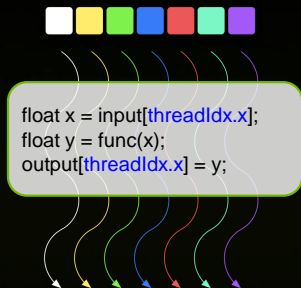 float x = input[threadIdx.x];
float y = func(x);
output[threadIdx.x] = y;